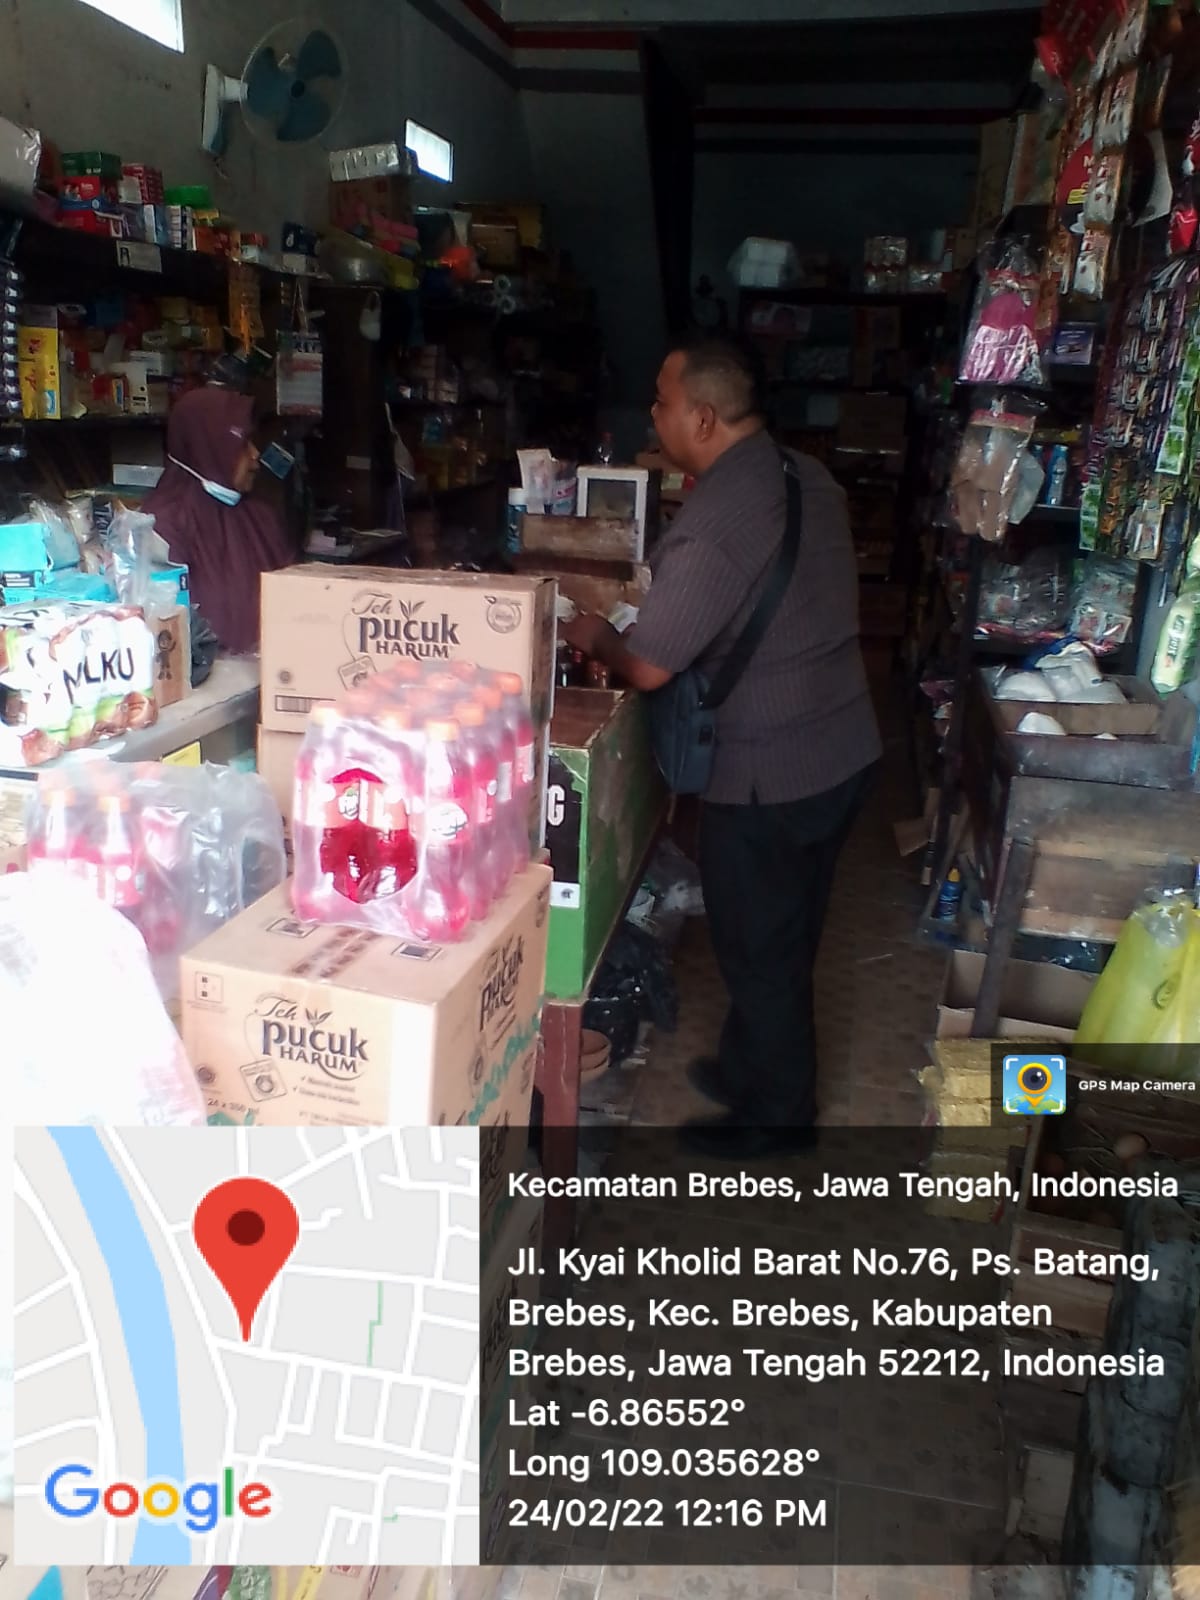 Teh
pucuk
HARUM
MLKU
G
Teh
pucuk
HARUM
Teh
pucuk
HARUM
GPS Map Camera
Kecamatan Brebes, Jawa Tengah, Indonesia
Jl. Kyai Kholid Barat No.76, Ps. Batang,
Brebes, Kec. Brebes, Kabupaten
Brebes, Jawa Tengah 52212, Indonesia
Lat -6.86552°
Long 109.035628°
24/02/22 12:16 PM
Google